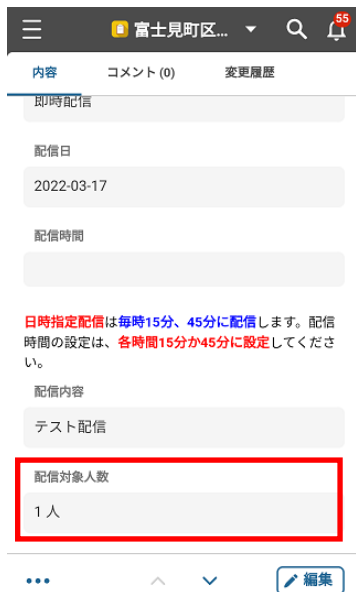 富士見町区...
55
内容 コメント (0) 変更履歴
即時配信
配信日
2022-03-17
配信時間
日時指定配信は毎時15分、45分に配信します。配信
時間の設定は、各時間15分か45分に設定してくださ
い。
配信内容
テスト配信
配信対象人数
1 人
編集